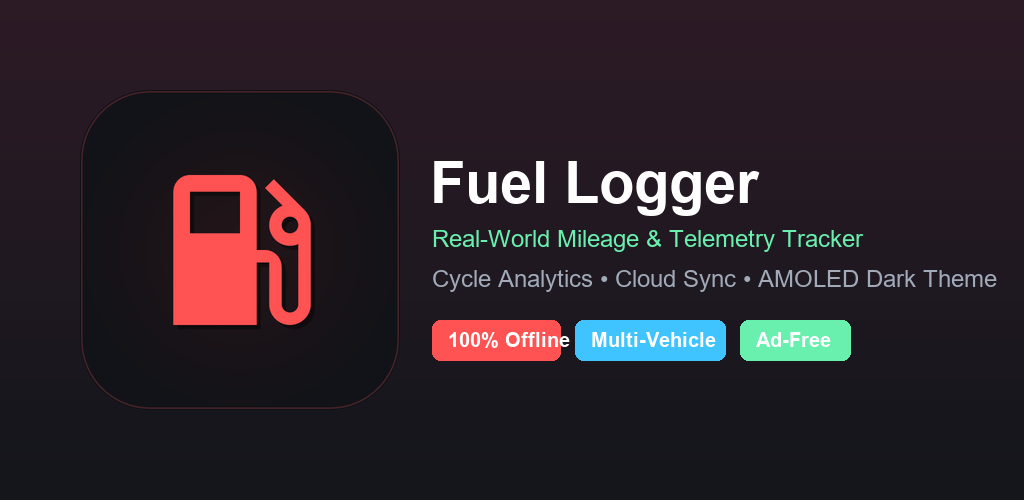 Fuel Logger
Real-World Mileage & Telemetry Tracker
Cycle Analytics • Cloud Sync • AMOLED Dark Theme
100% Offline Multi-Vehicle Ad-Free